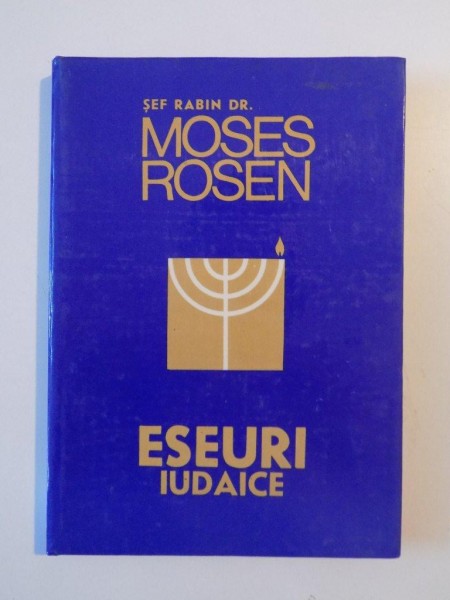 ŞEF RABIN DR.
MOSES
ROSEN
ESEURI
IUDAICE